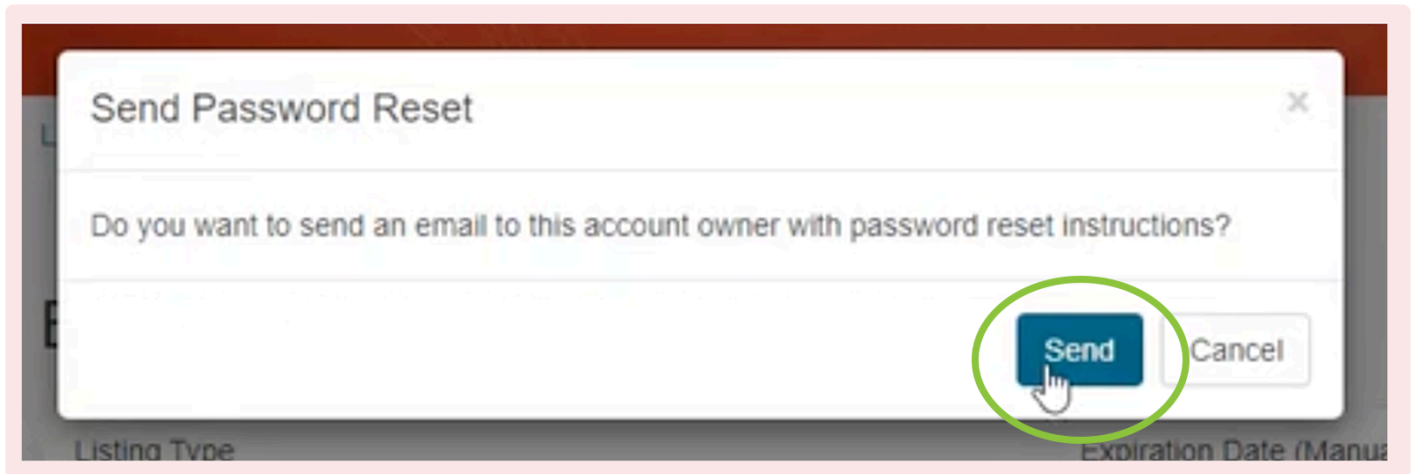 Send Password Reset
×
Do you want to send an email to this account owner with password reset instructions?
Send Cancel
Listing Type Expiration Date (Manua